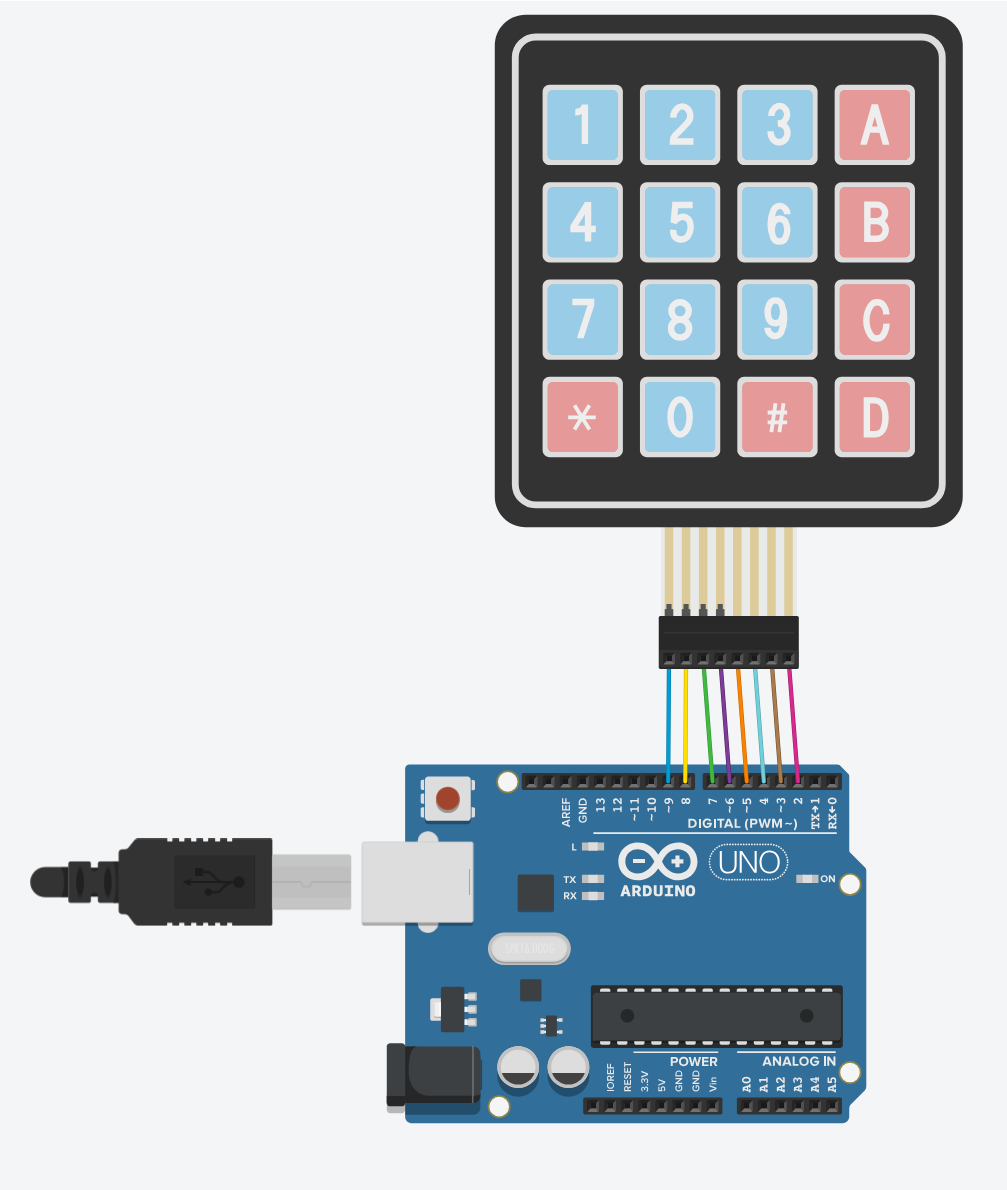 1 2 3 A
4 5 6 B
7 8 9 C
* 0 # D
AREF GND 13 12 ~11 ~10 ~9 8 7 ~6 ~5 4 ~3 2 TX→1 RX←0
DIGITAL (PWM~)
L
TX
RX
ARDUINO
UNO
ON
POWER
ANALOG IN
IOREF RESET 3.3V 5V GND GND Vin A0 A1 A2 A3 A4 A5